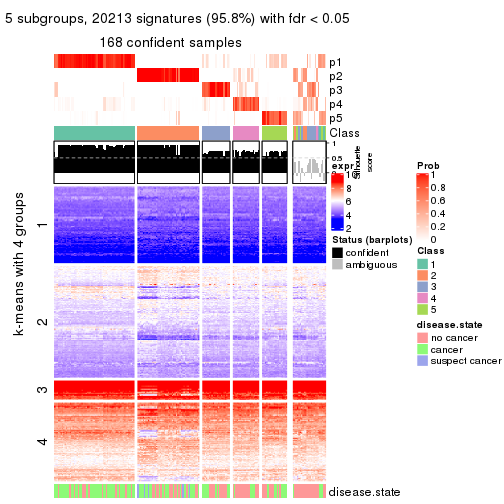 5 subgroups, 20213 signatures (95.8%) with fdr < 0.05
168 confident samples
p1
p2
p3
p4
p5
Class
1
0.5
0
Silhouette
score
k-means with 4 groups
1
2
3
4
disease.state
expr
10
8
6
4
2
Status (barplots)
confident
ambiguous
Prob
1
0.8
0.6
0.4
0.2
0
Class
1
2
3
4
5
disease.state
no cancer
cancer
suspect cancer